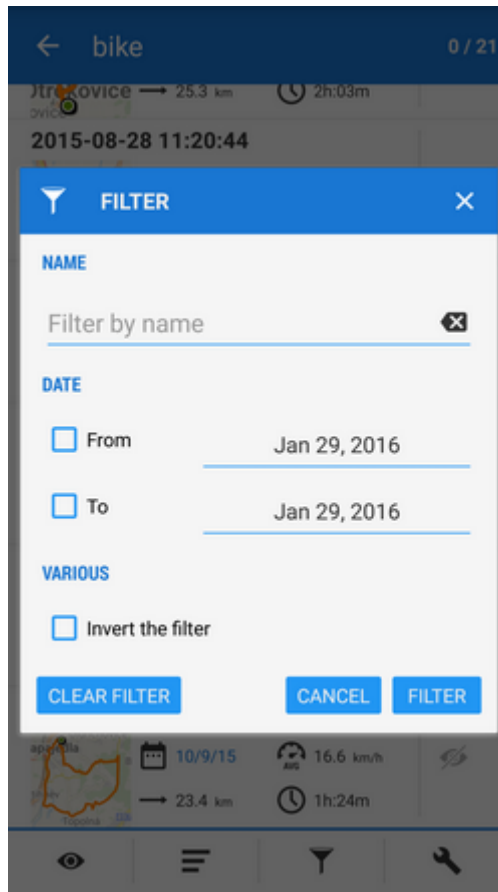 bike 0 / 21
25.3 km 2h:03m
2015-08-28 11:20:44
FILTER
NAME
Filter by name
DATE
From Jan 29, 2016
To Jan 29, 2016
VARIOUS
Invert the filter
CLEAR FILTER CANCEL FILTER
10/9/15 AVG 16.6 km/h
23.4 km 1h:24m
Topolna